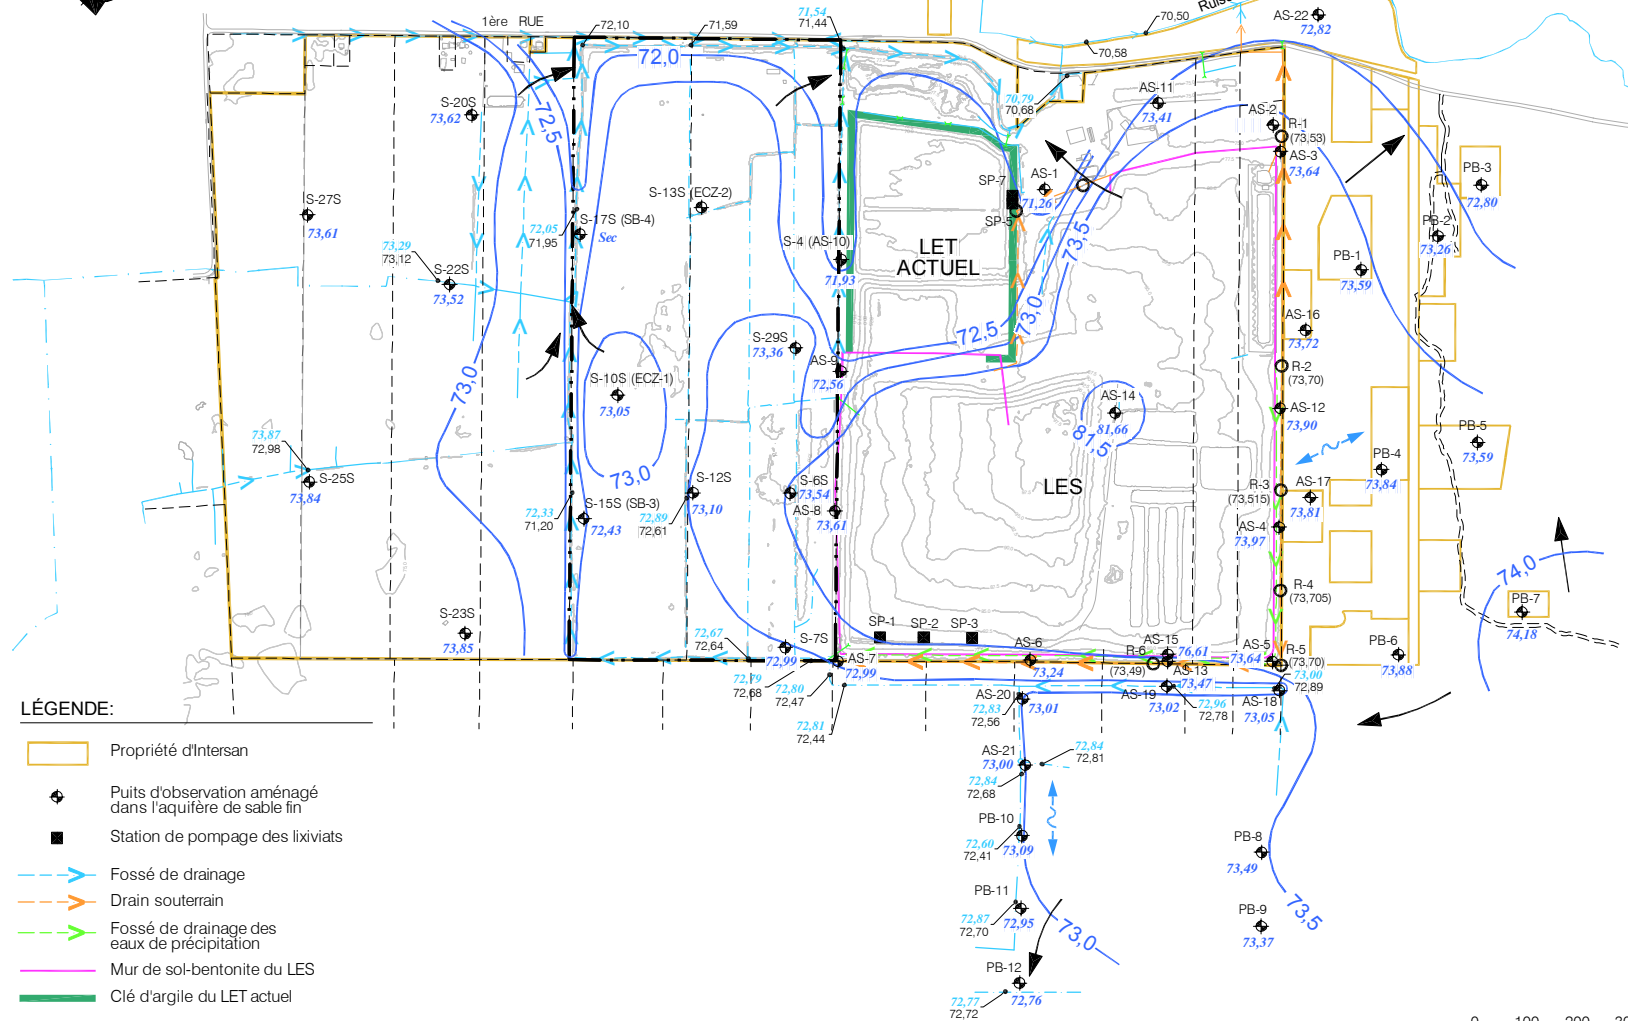 1ère RUE
72,10
71,59
71,54
71,44
70,50
70,58
AS-22
72,82
72,0
72,5
S-20S
73,62
70,79
70,68
AS-11
73,41
AS-2
R-1
(73,53)
AS-3
73,64
PB-3
72,80
S-27S
73,61
S-13S (ECZ-2)
SP-7
AS-1
71,26
SP-5
72,05
71,95
S-17S (SB-4)
Sec
S-4 (AS-10)
71,93
LET
ACTUEL
73,5
PB-2
73,26
73,29
73,12
S-22S
73,52
PB-1
73,59
73,0
72,5
AS-16
73,72
S-29S
73,36
AS-9
72,56
73,0
S-10S (ECZ-1)
73,05
R-2
(73,70)
AS-14
81,66
81,5
AS-12
73,90
73,87
72,98
S-25S
73,84
PB-5
73,59
PB-4
73,84
73,0
S-12S
73,10
S-6S
73,54
AS-8
73,61
LES
R-3
(73,515)
AS-17
73,81
72,33
71,20
S-15S (SB-3)
72,43
72,89
72,61
AS-4
73,97
74,0
R-4
(73,705)
PB-7
74,18
S-23S
73,85
72,67
72,64
S-7S
72,99
SP-1
SP-2
SP-3
AS-6
73,24
AS-15
76,61
R-6
(73,49)
AS-13
73,47
AS-5
73,64
R-5
(73,70)
PB-6
73,88
AS-7
72,99
72,79
72,68
72,80
72,47
73,00
72,89
AS-20
72,83
72,56
73,01
AS-19
73,02
72,96
72,78
AS-18
73,05
72,81
72,44
LÉGENDE:
Propriété d'Intersan
Puits d'observation aménagé
dans l'aquifère de sable fin
Station de pompage des lixiviats
Fossé de drainage
Drain souterrain
Fossé de drainage des
eaux de précipitation
Mur de sol-bentonite du LES
Clé d'argile du LET actuel
AS-21
73,00
72,84
72,81
72,84
72,68
PB-10
72,60
72,41
73,09
PB-8
73,49
PB-11
72,87
72,70
72,95
73,0
PB-9
73,37
73,5
PB-12
72,77
72,72
72,76